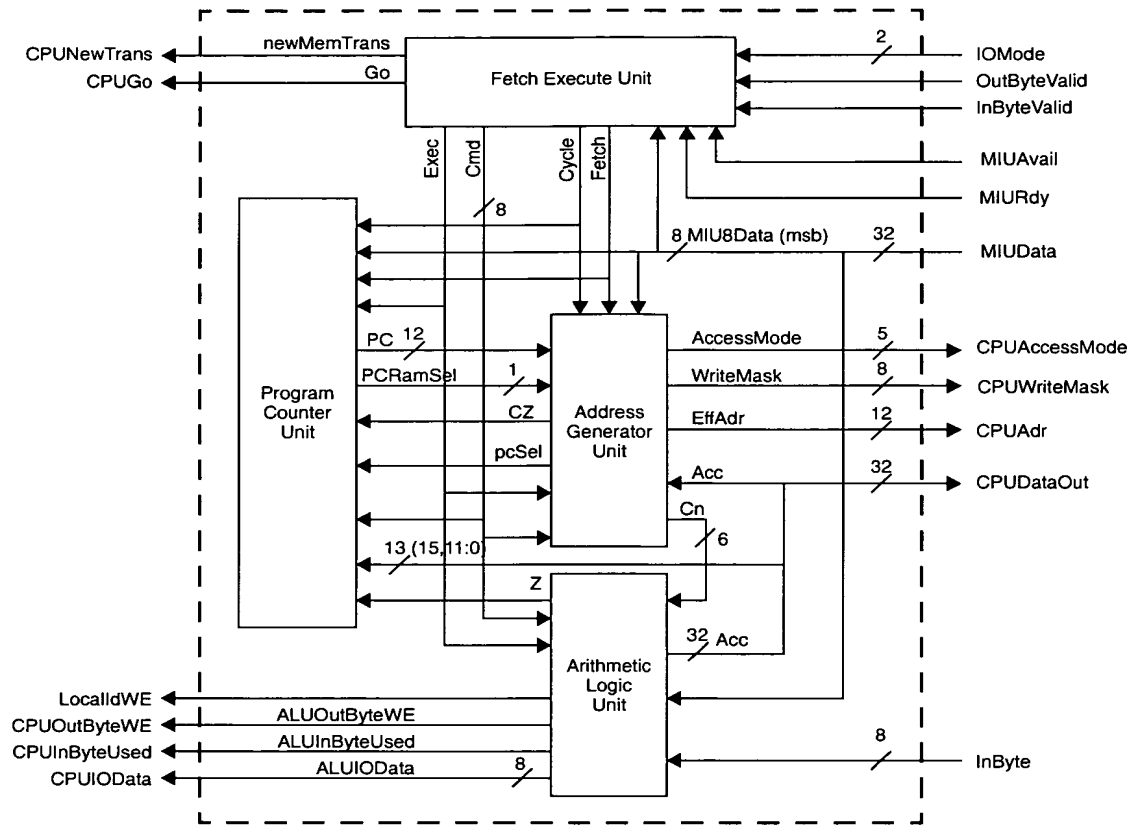 newMemTrans
2
CPUNewTrans
IOMode
Go
Fetch Execute Unit
CPUGo
OutByteValid
InByteValid
Exec
Cmd
Cycle
Fetch
MIUAvail
MIURdy
8
8 MIU8Data (msb)
32
MIUData
PC
12
AccessMode
5
CPUAccessMode
PCRamSel
1
WriteMask
8
CPUWriteMask
Program
Counter
Unit
CZ
Address
Generator
Unit
EffAdr
12
CPUAdr
pcSel
Acc
32
CPUDataOut
Cn
6
13 (15,11:0)
Z
32 Acc
Arithmetic
Logic
Unit
LocalIdWE
CPUOutByteWE
ALUOutByteWE
CPUInByteUsed
ALUInByteUsed
CPUIOData
ALUIOData
8
8
InByte